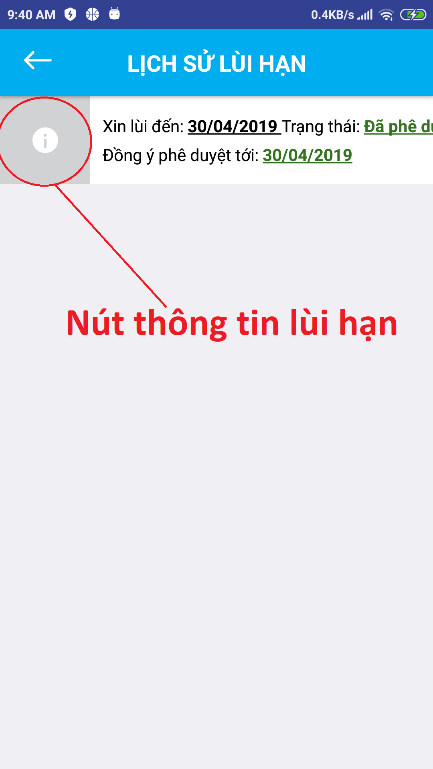 9:40 AM 0.4KB/s
LỊCH SỬ LÙI HẠN
Xin lùi đến: 30/04/2019 Trạng thái: Đã phê d
Đồng ý phê duyệt tới: 30/04/2019
Nút thông tin lùi hạn